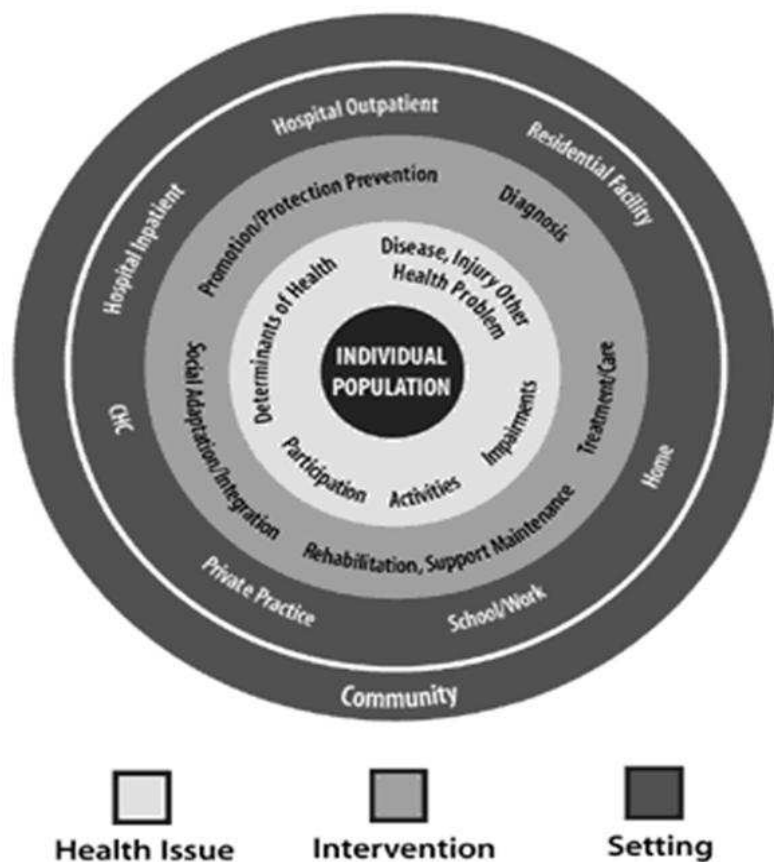 Hospital Outpatient
Residential Facility
Hospital Inpatient
Promotion/Protection Prevention
Diagnosis
Determinants of Health
Disease, Injury Other
Health Problem
INDIVIDUAL
POPULATION
Social Adaptation/Integration
Treatment/Care
CHC
Impairments
Participation
Activities
Home
Rehabilitation, Support Maintenance
Private Practice
School/Work
Community
Health Issue
Intervention
Setting